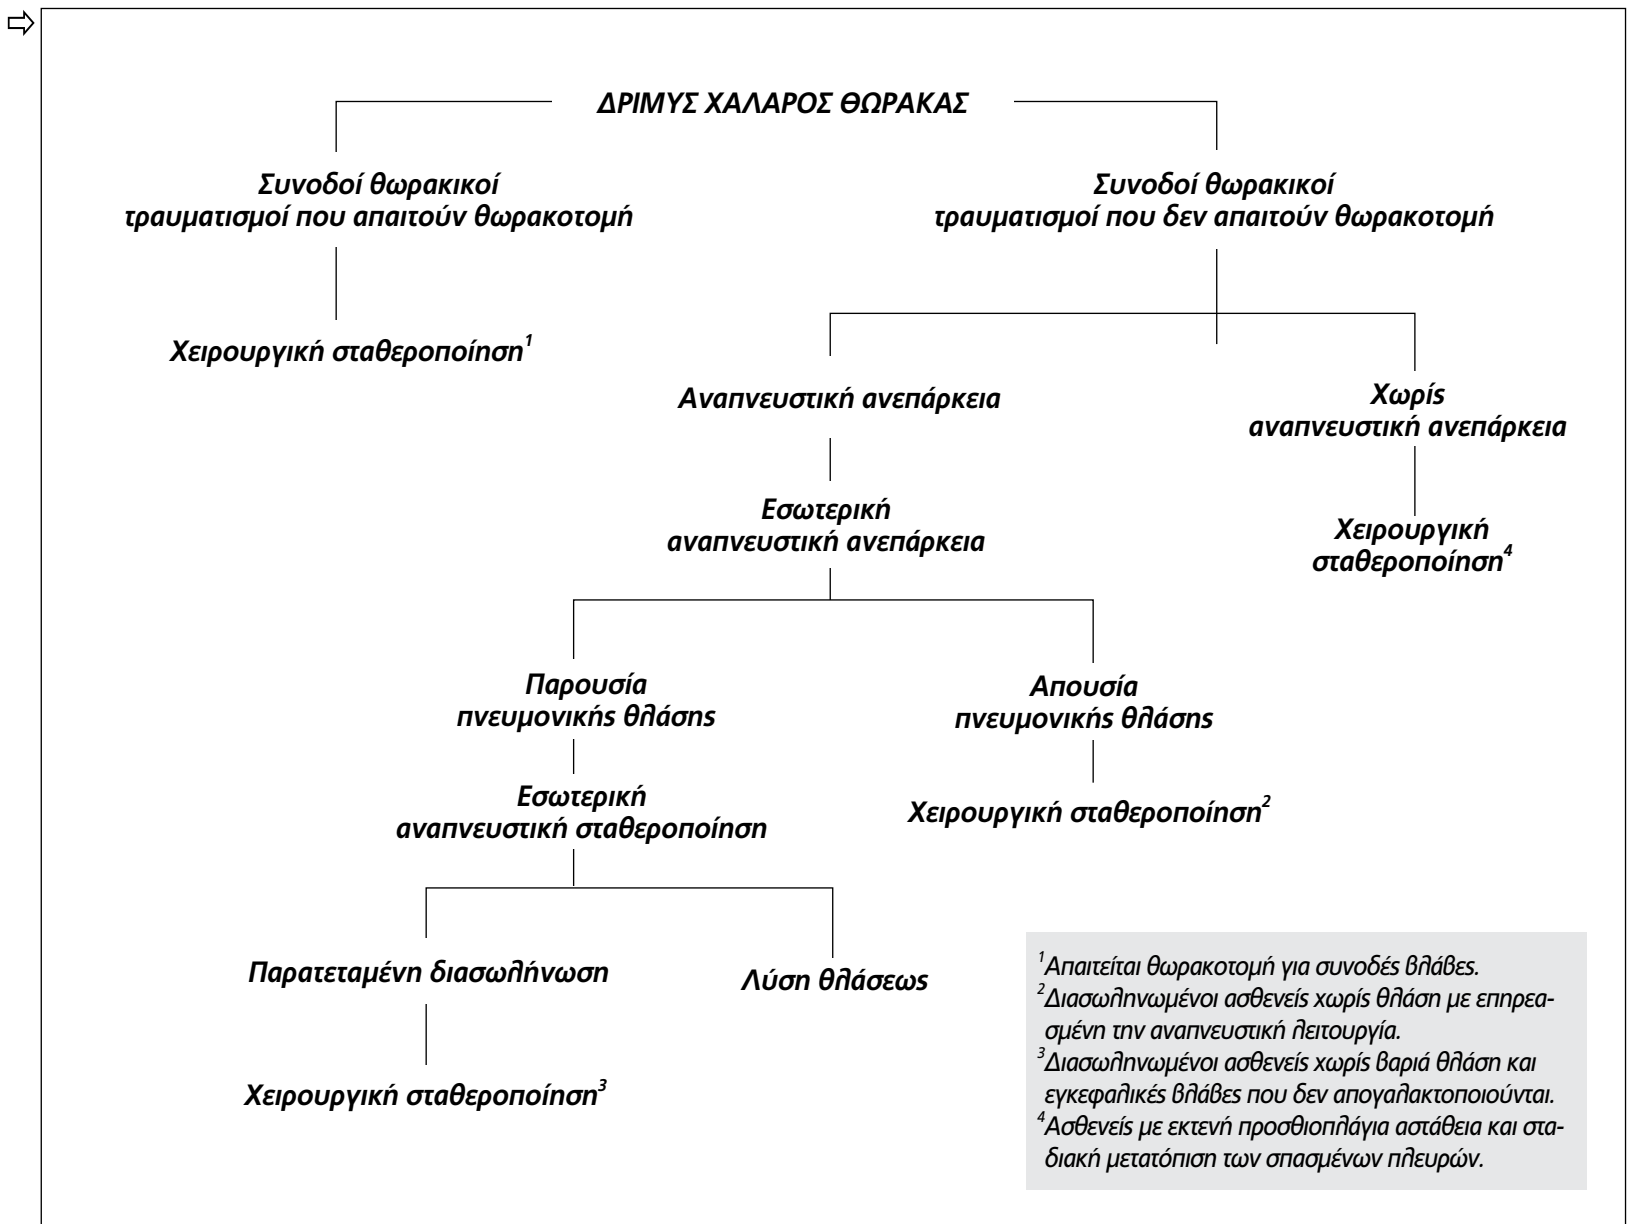 ΔΡΙΜΥΣ ΧΑΛΑΡΟΣ ΘΩΡΑΚΑΣ
Συνοδοί θωρακικοί
τραυματισμοί που απαιτούν θωρακοτομή
Συνοδοί θωρακικοί
τραυματισμοί που δεν απαιτούν θωρακοτομή
Χειρουργική σταθεροποίηση¹
Αναπνευστική ανεπάρκεια
Χωρίς
αναπνευστική ανεπάρκεια
Εσωτερική
αναπνευστική ανεπάρκεια
Χειρουργική
σταθεροποίηση⁴
Παρουσία
πνευμονικής θλάσης
Απουσία
πνευμονικής θλάσης
Εσωτερική
αναπνευστική σταθεροποίηση
Χειρουργική σταθεροποίηση²
Παρατεταμένη διασωλήνωση
Λύση θλάσεως
Χειρουργική σταθεροποίηση³
¹Απαιτείται θωρακοτομή για συνοδές βλάβες.
²Διασωληνωμένοι ασθενείς χωρίς θλάση με επηρεα-
σμένη την αναπνευστική λειτουργία.
³Διασωληνωμένοι ασθενείς χωρίς βαριά θλάση και
εγκεφαλικές βλάβες που δεν απογαλακτοποιούνται.
⁴Ασθενείς με εκτενή προσθιοπλάγια αστάθεια και στα-
διακή μετατόπιση των σπασμένων πλευρών.